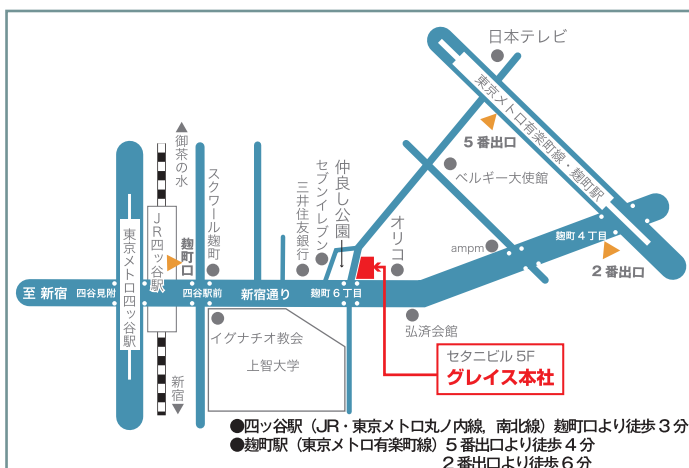 日本テレビ
東京メトロ有楽町線・麹町駅
5番出口
▲御茶の水
スクワール麹町
三井住友銀行
セブンイレブン
仲良し公園
オリコ
ベルギー大使館
ampm
麹町4丁目
2番出口
東京メトロ四ッ谷駅
JR四ッ谷駅
麹町口
至 新宿
四谷見附
四谷駅前
新宿通り
麹町6丁目
イグナチオ教会
上智大学
弘済会館
新宿▼
セタニビル 5F
グレイス本社
●四ッ谷駅（JR・東京メトロ丸ノ内線，南北線）麹町口より徒歩3分
●麹町駅（東京メトロ有楽町線）5番出口より徒歩4分
2番出口より徒歩6分